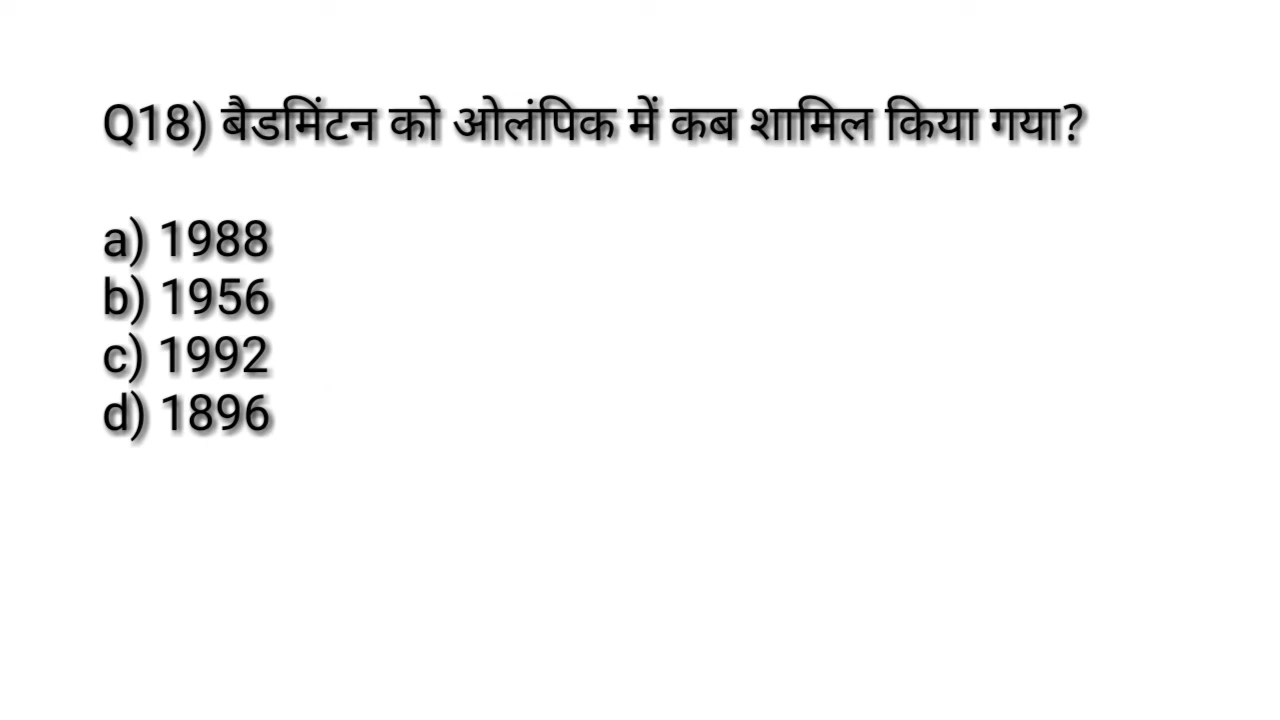 Q18) बैडमिंटन को ओलंपिक में कब शामिल किया गया?
a) 1988
b) 1956
c) 1992
d) 1896